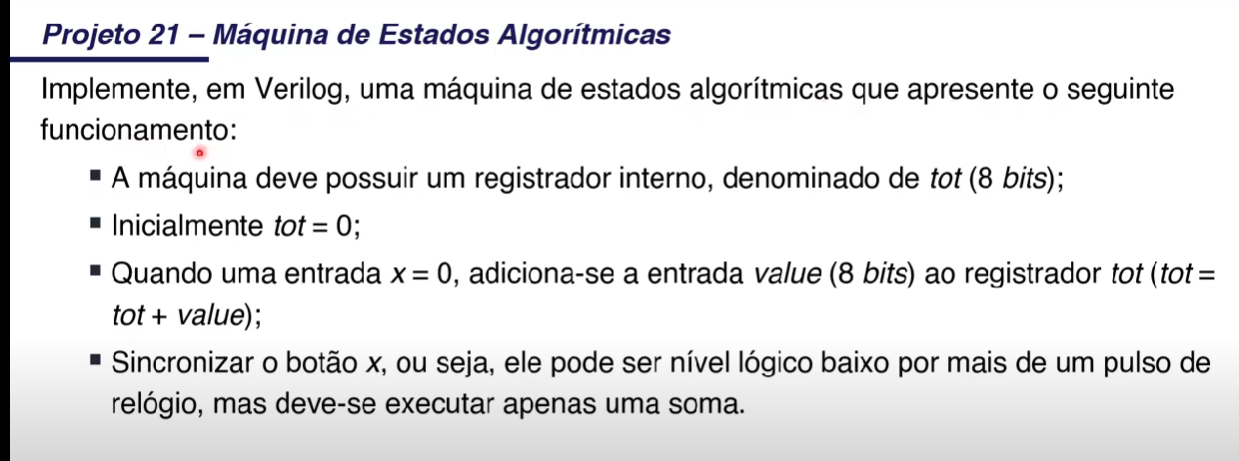 Projeto 21 – Máquina de Estados Algorítmicas
Implemente, em Verilog, uma máquina de estados algorítmicas que apresente o seguinte
funcionamento:
▪ A máquina deve possuir um registrador interno, denominado de tot (8 bits);
▪ Inicialmente tot = 0;
▪ Quando uma entrada x = 0, adiciona-se a entrada value (8 bits) ao registrador tot (tot =
tot + value);
▪ Sincronizar o botão x, ou seja, ele pode ser nível lógico baixo por mais de um pulso de
relógio, mas deve-se executar apenas uma soma.